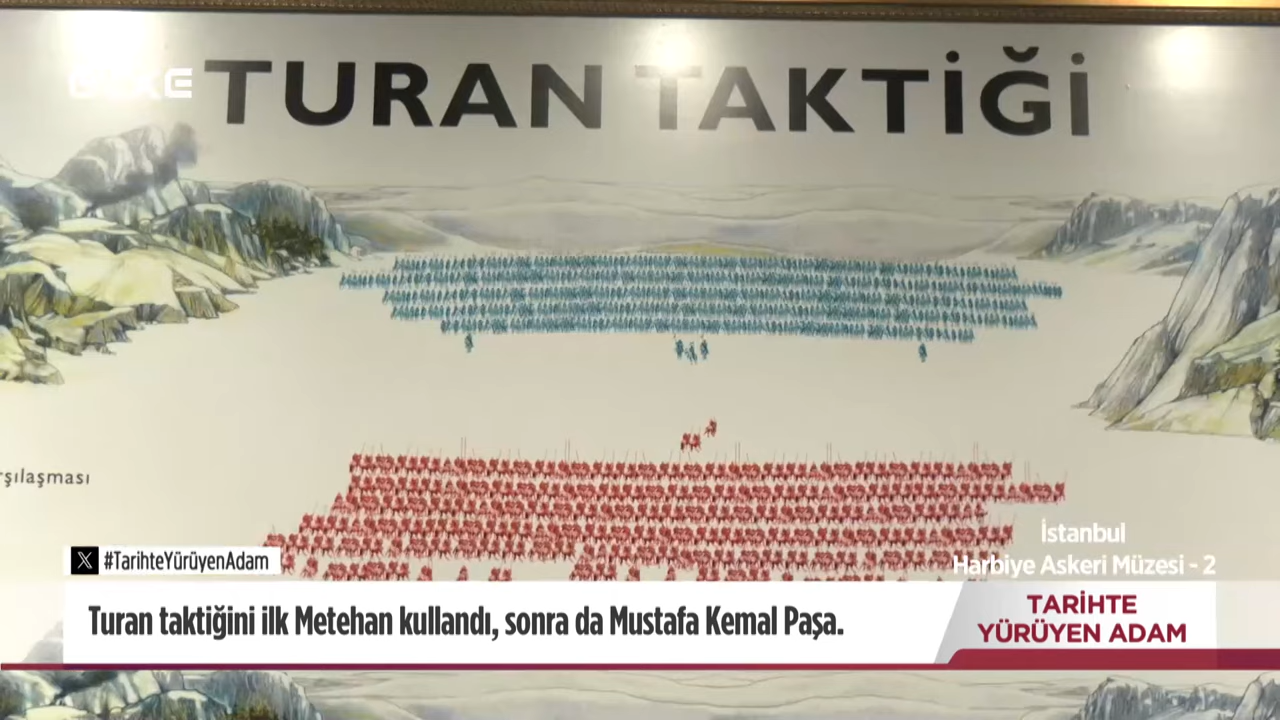 TURAN TAKTİĞİ
rşılaşması
İstanbul
Harbiye Askeri Müzesi - 2
#TarihteYürüyenAdam
Turan taktiğini ilk Metehan kullandı, sonra da Mustafa Kemal Paşa.
TARİHTE
YÜRÜYEN ADAM